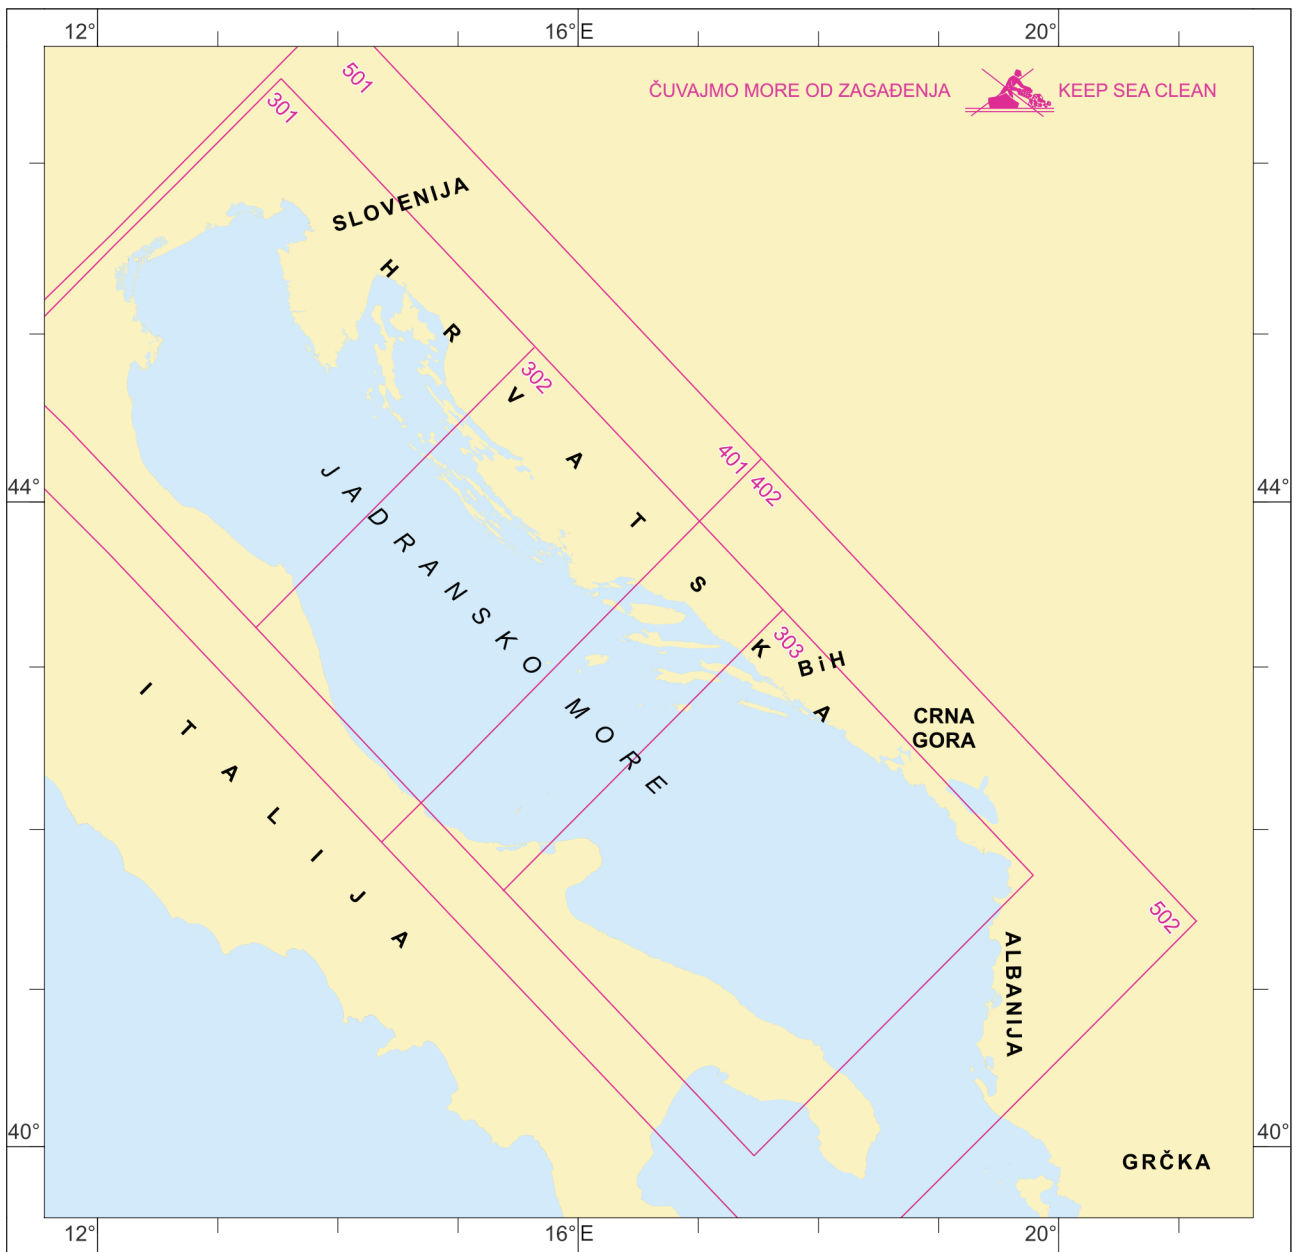 12°
16°E
20°
501
301
ČUVAJMO MORE OD ZAGAĐENJA
KEEP SEA CLEAN
SLOVENIJA
HRVATSKA
302
401
402
44°
44°
JADRANSKO MORE
303
BiH
CRNA
GORA
ITALIJA
502
ALBANIJA
40°
40°
GRČKA
12°
16°E
20°